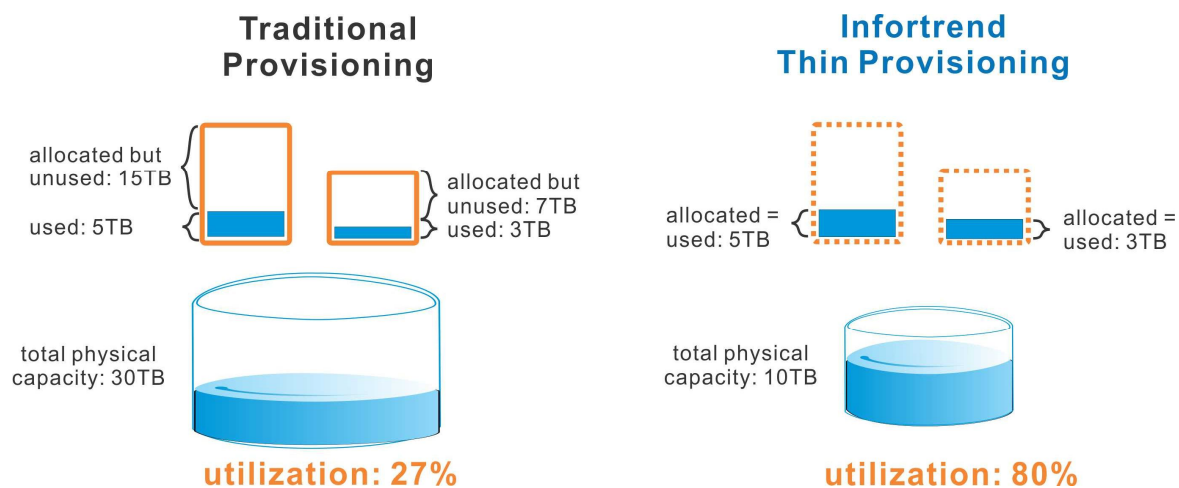 Traditional
Provisioning
allocated but
unused: 15TB
used: 5TB
allocated but
unused: 7TB
used: 3TB
total physical
capacity: 30TB
utilization: 27%
Infortrend
Thin Provisioning
allocated =
used: 5TB
allocated =
used: 3TB
total physical
capacity: 10TB
utilization: 80%